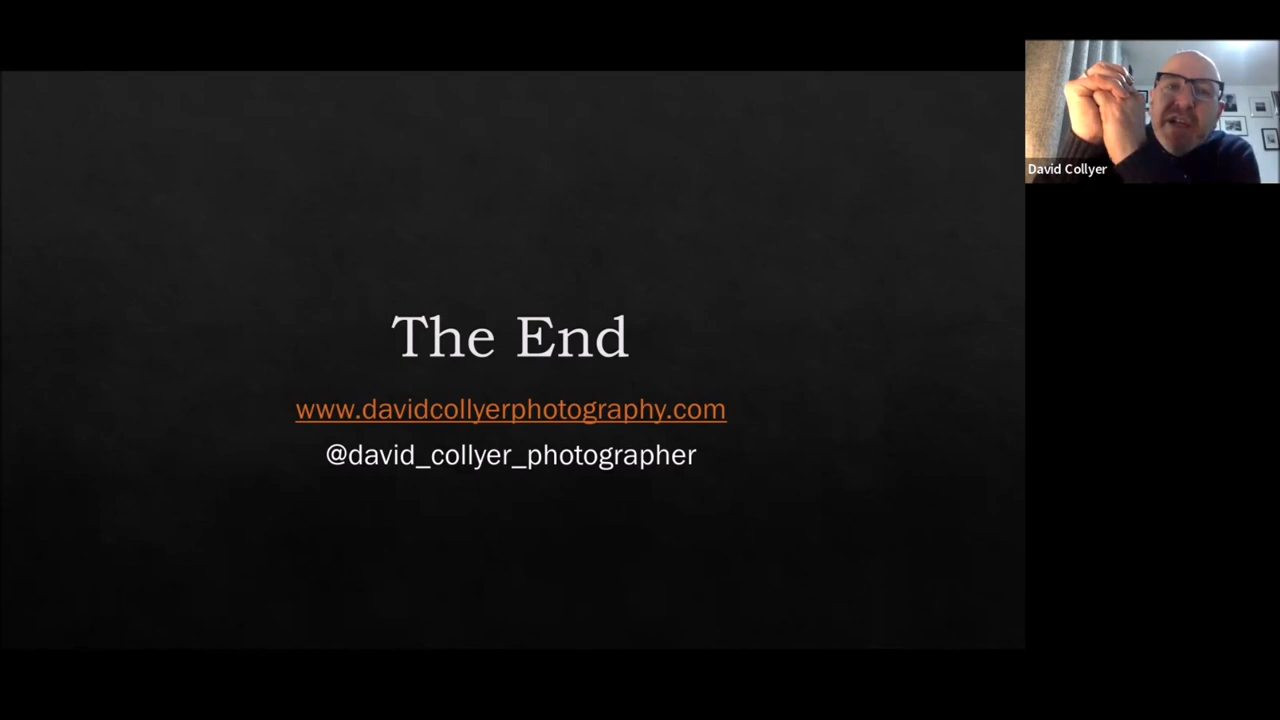 The End
www.davidcollyerphotography.com
@david_collyer_photographer
David Collyer